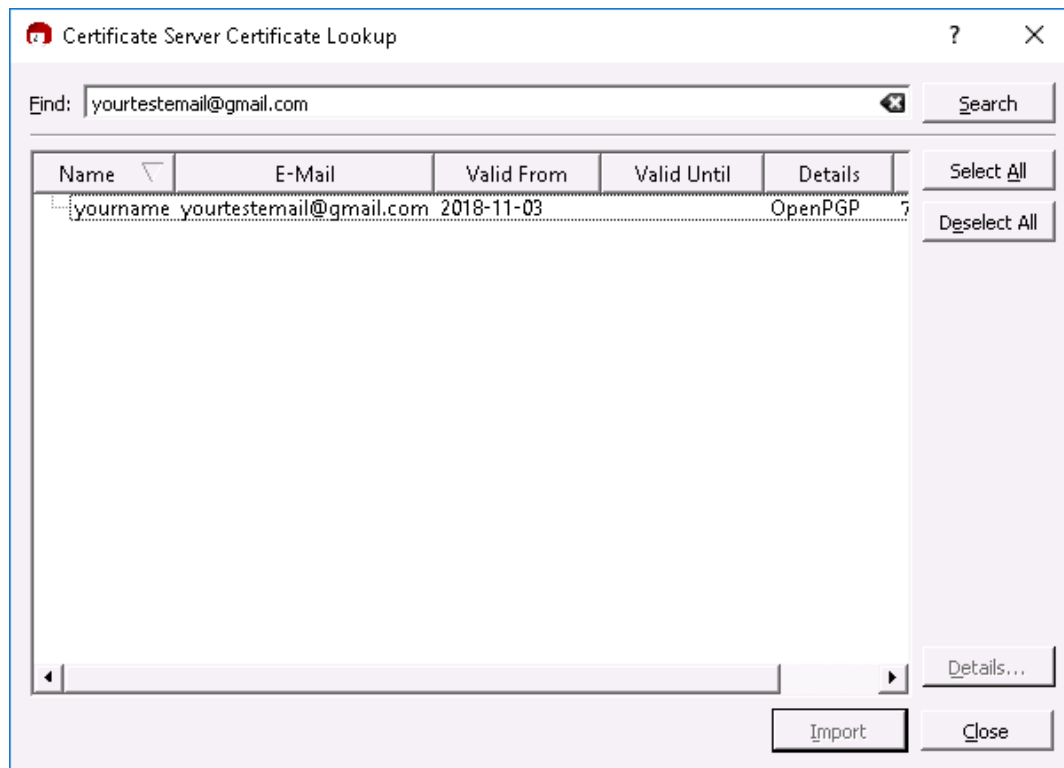 Certificate Server Certificate Lookup ?
Find: yourtestemail@gmail.com Search
Name E-Mail Valid From Valid Until Details Select All
yourname yourtestemail@gmail.com 2018-11-03 OpenPGP
Deselect All
Details...
Import Close